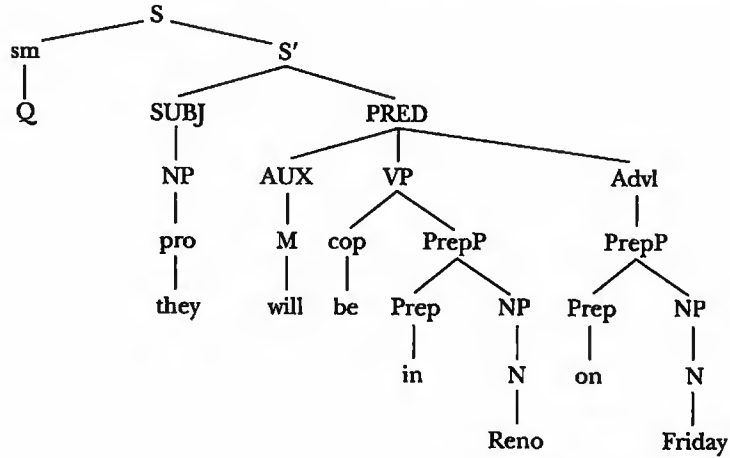 S
sm S′
Q SUBJ PRED
NP AUX VP Advl
pro M cop PrepP PrepP
they will be Prep NP Prep NP
in N on N
Reno Friday